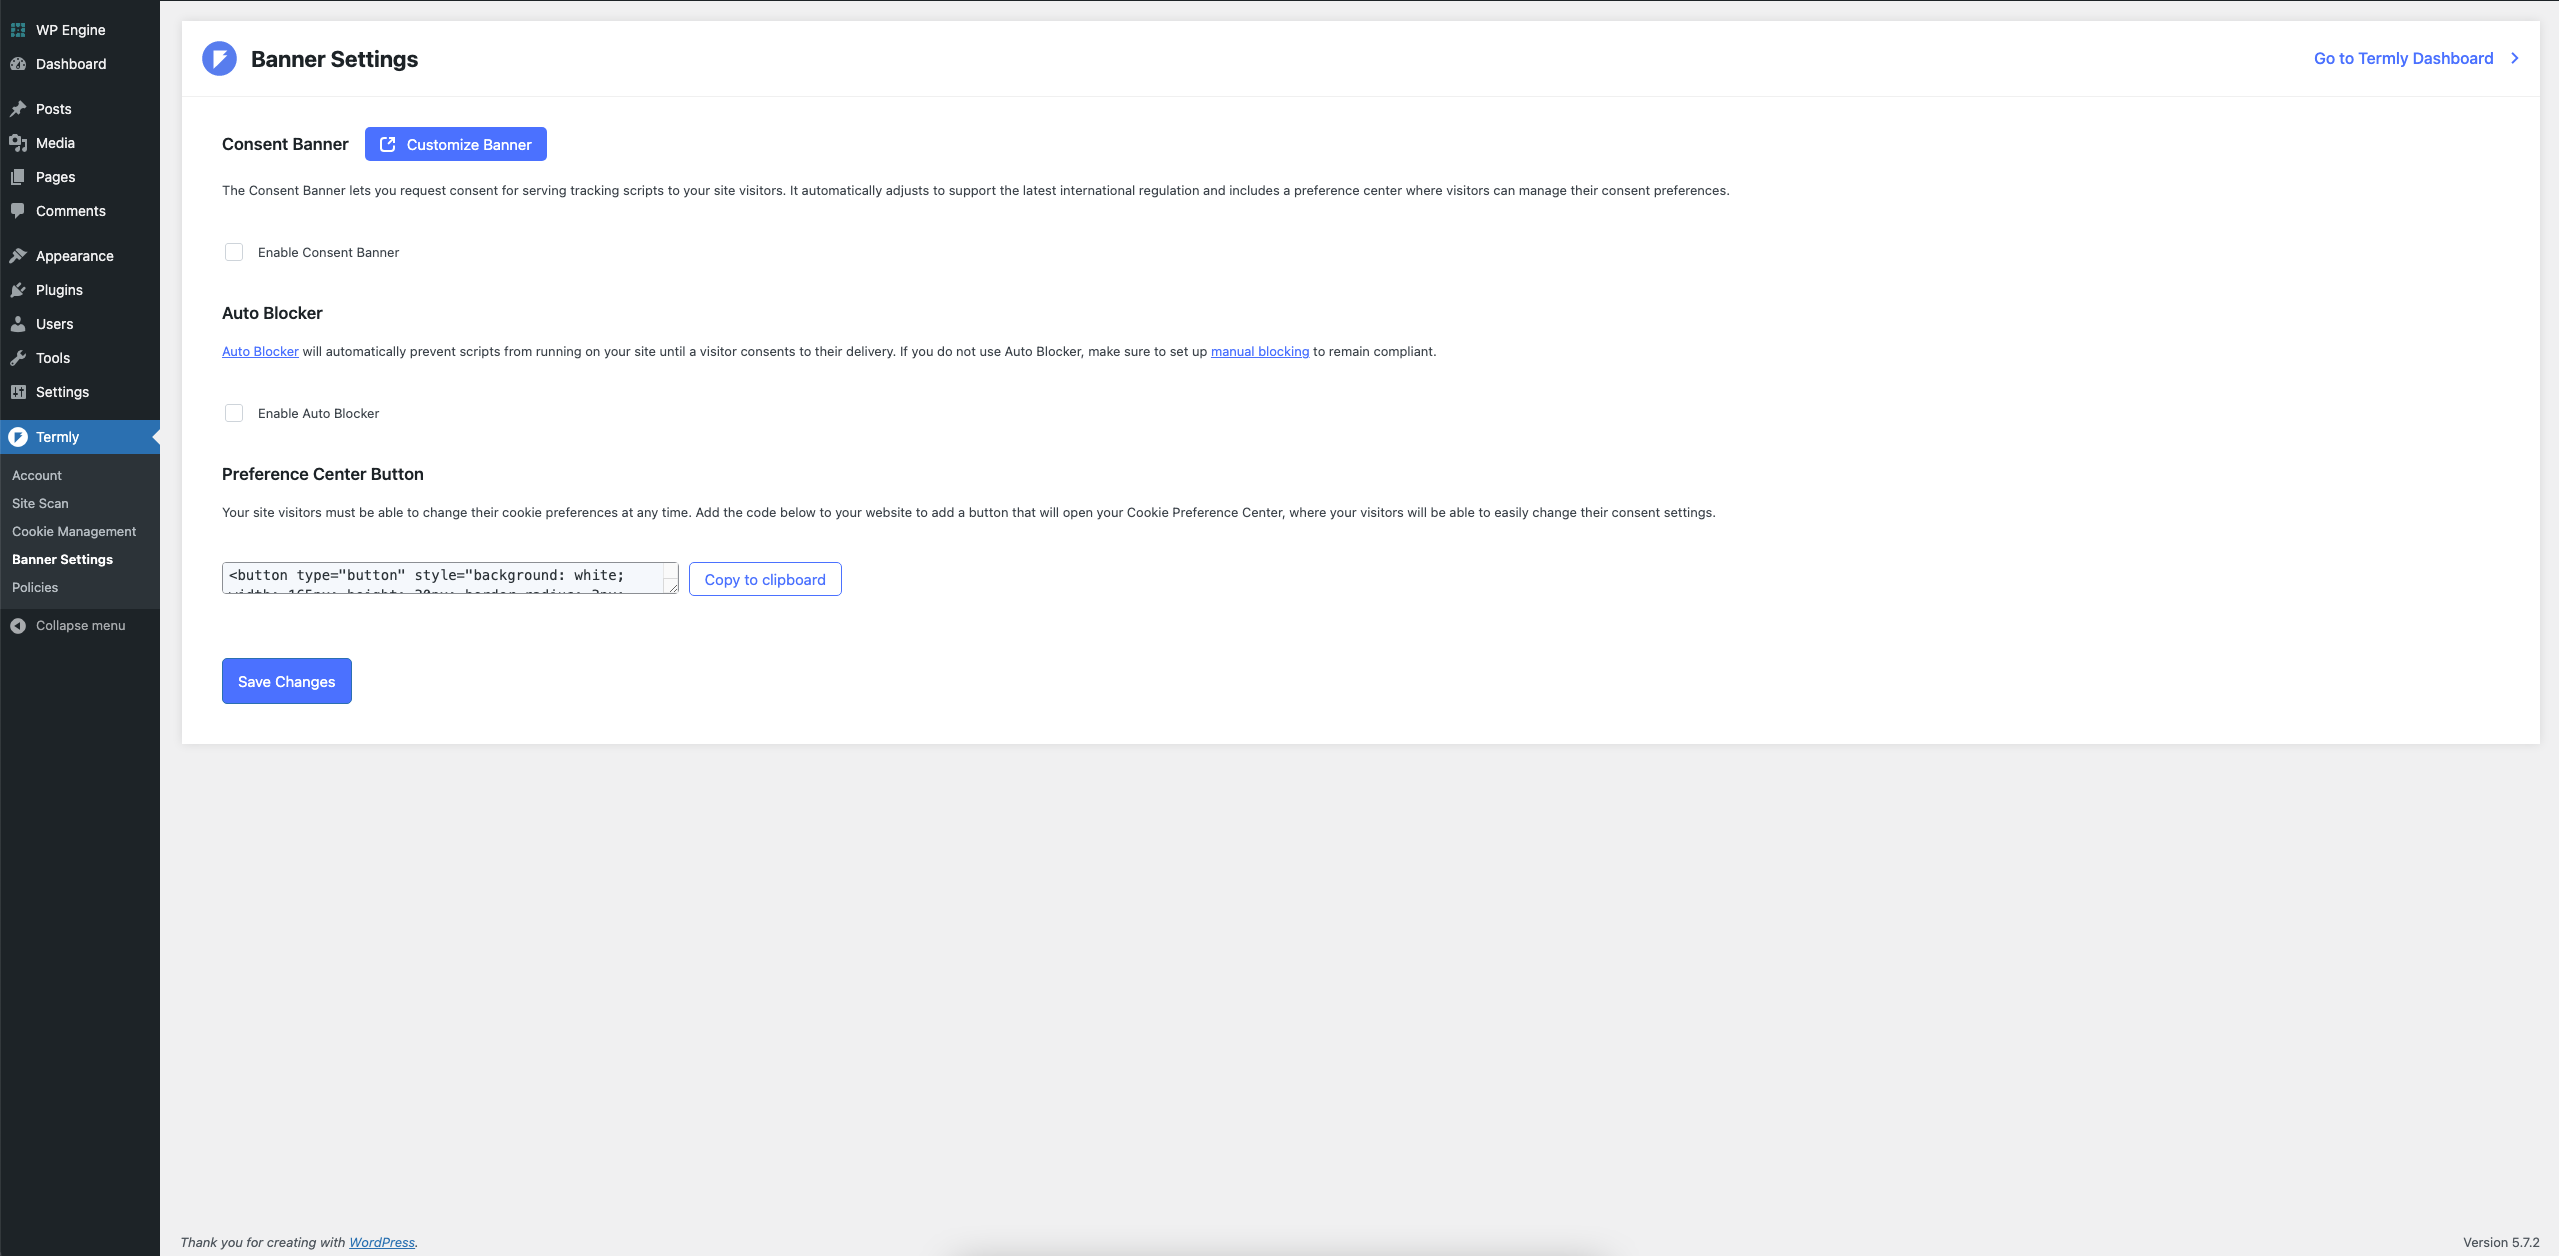 WP Engine
Dashboard
Posts
Media
Pages
Comments
Appearance
Plugins
Users
Tools
Settings
Termly
Account
Site Scan
Cookie Management
Banner Settings
Policies
Collapse menu
Banner Settings
Go to Termly Dashboard
Consent Banner
Customize Banner
The Consent Banner lets you request consent for serving tracking scripts to your site visitors. It automatically adjusts to support the latest international regulation and includes a preference center where visitors can manage their consent preferences.
Enable Consent Banner
Auto Blocker
Auto Blocker will automatically prevent scripts from running on your site until a visitor consents to their delivery. If you do not use Auto Blocker, make sure to set up manual blocking to remain compliant.
Enable Auto Blocker
Preference Center Button
Your site visitors must be able to change their cookie preferences at any time. Add the code below to your website to add a button that will open your Cookie Preference Center, where your visitors will be able to easily change their consent settings.
<button type="button" style="background: white;
Copy to clipboard
Save Changes
Thank you for creating with WordPress.
Version 5.7.2